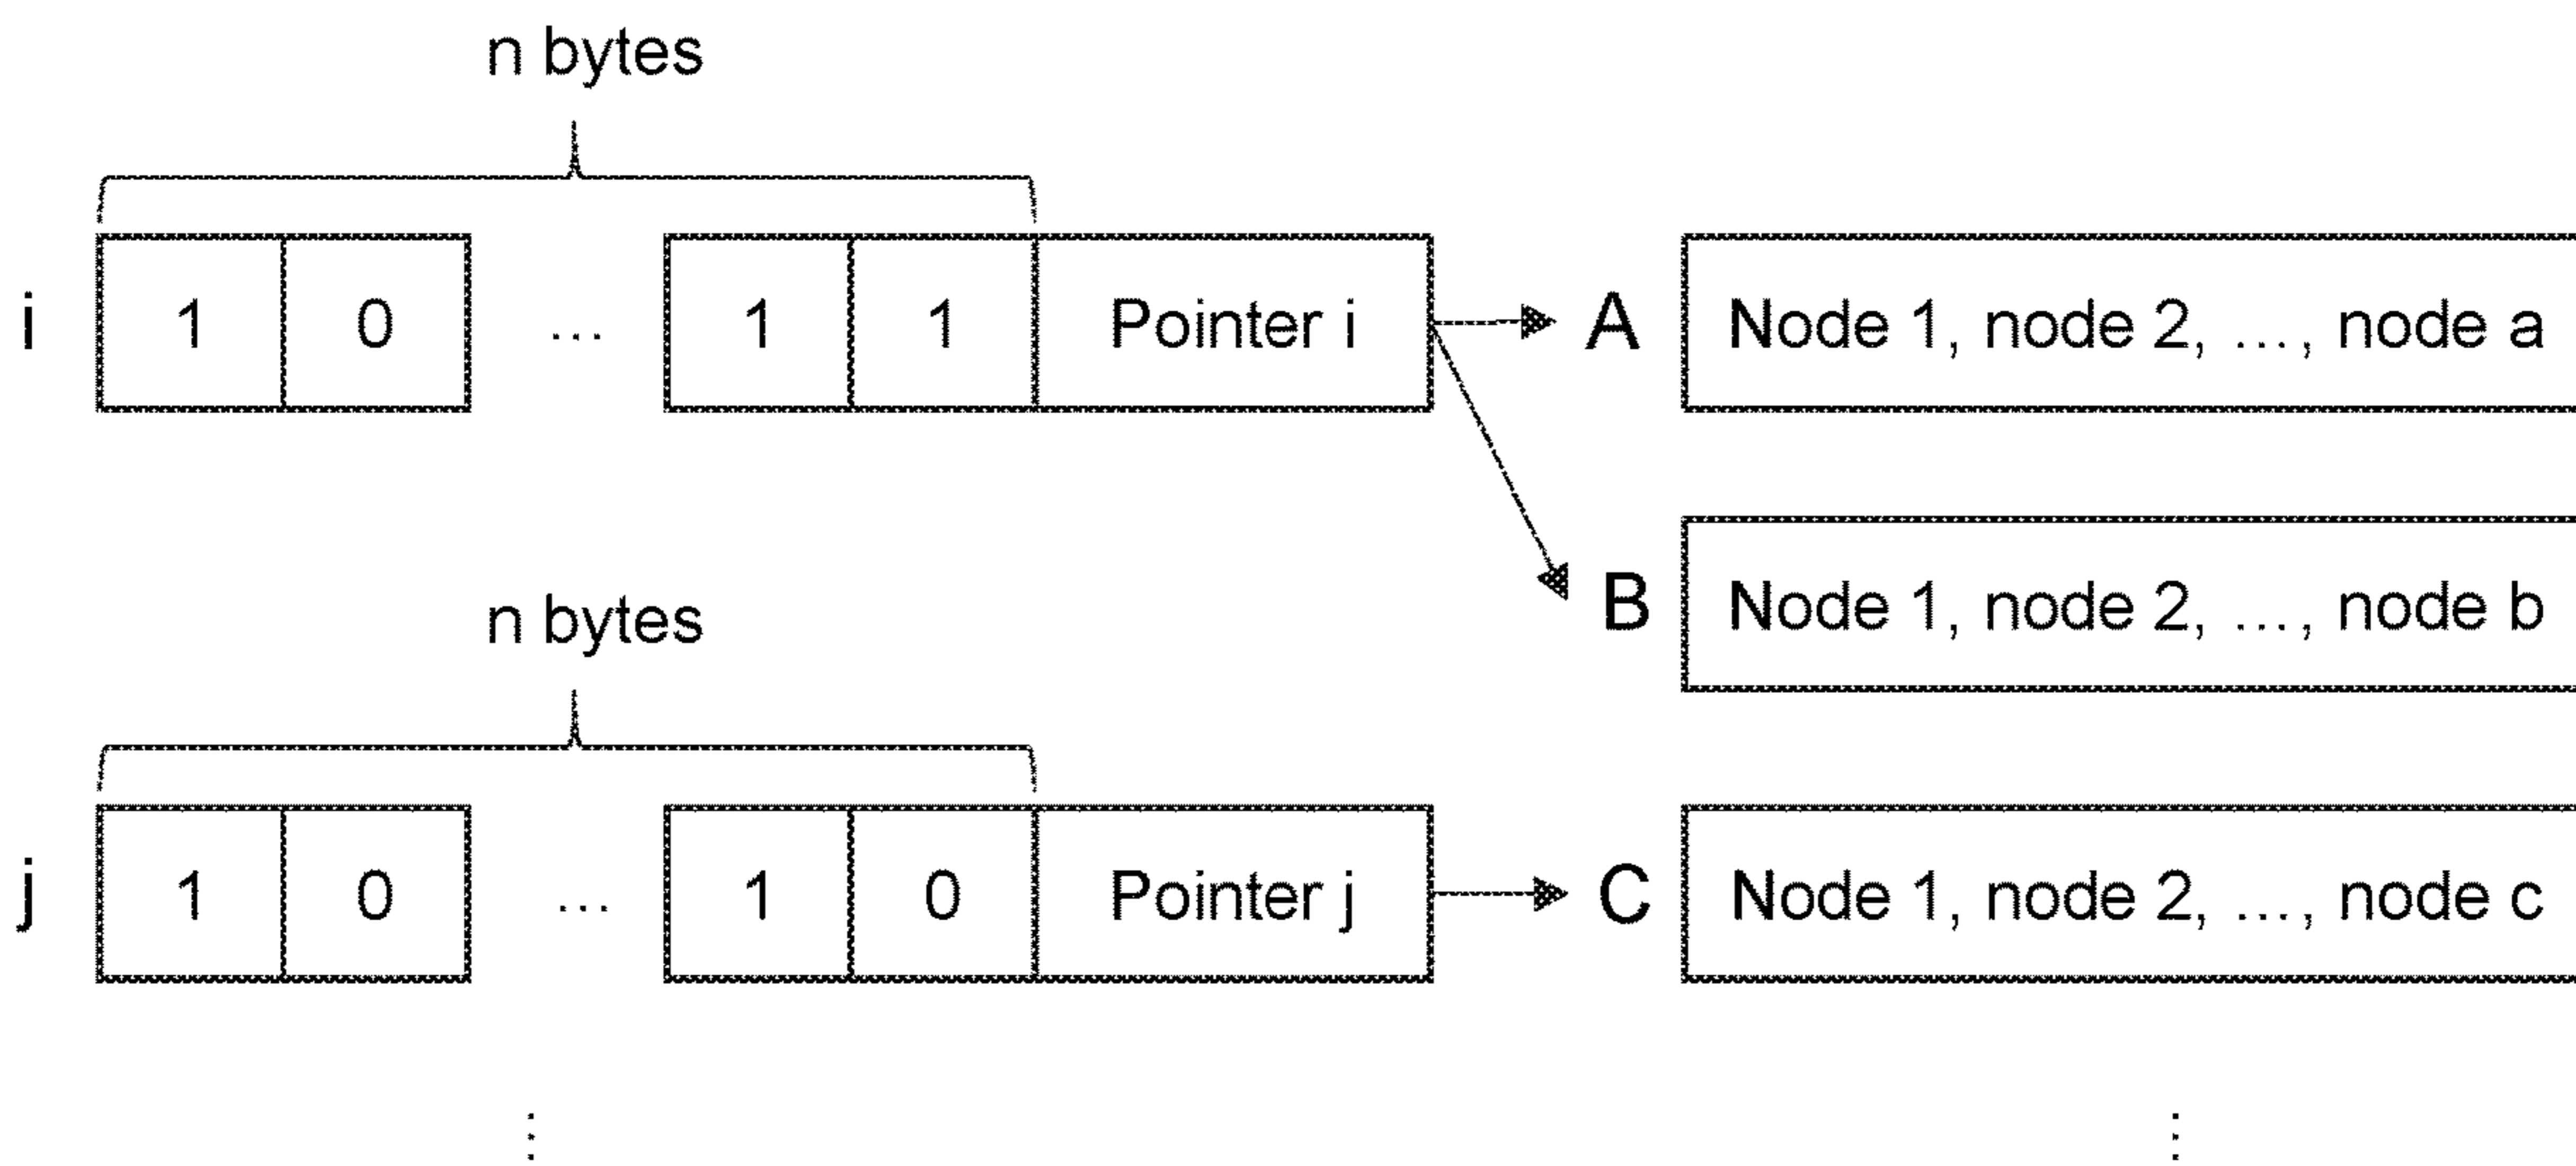 n bytes
i 1 0 ... 1 1 Pointer i A Node 1, node 2, ..., node a
B Node 1, node 2, ..., node b
n bytes
j 1 0 ... 1 0 Pointer j C Node 1, node 2, ..., node c
⋮ ⋮